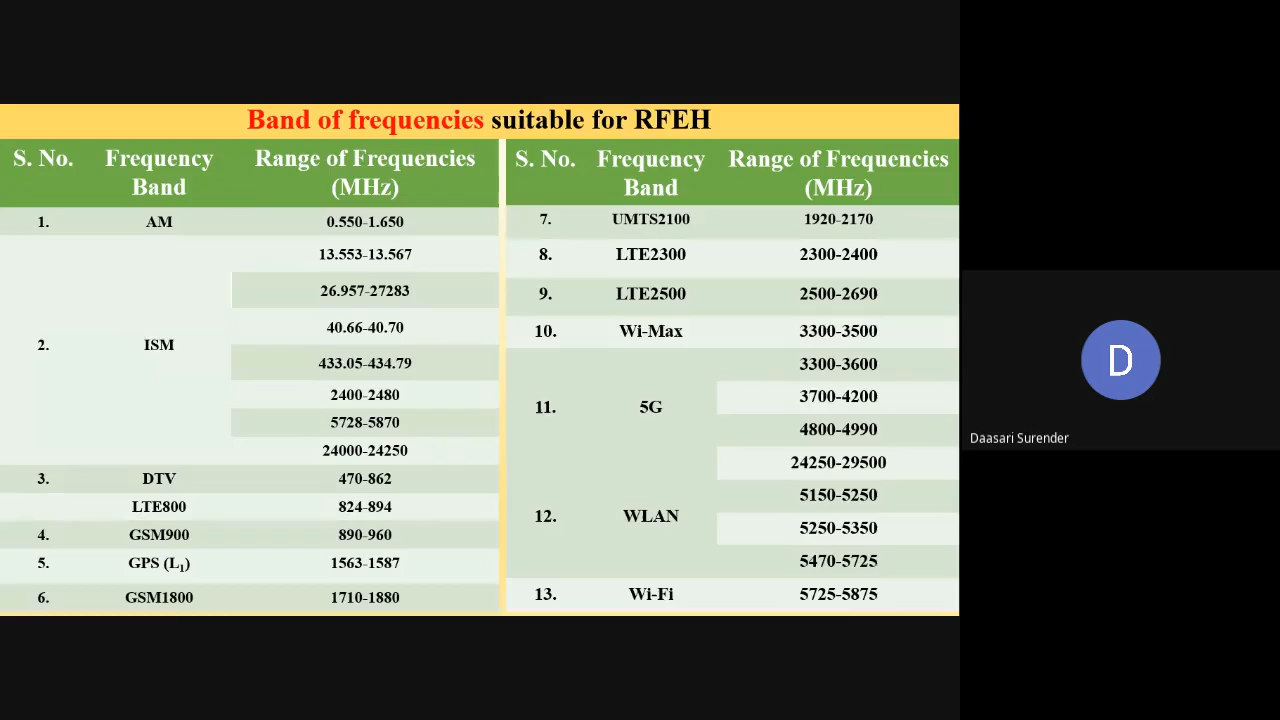 Band of frequencies suitable for RFEH
S. No. Frequency Band Range of Frequencies (MHz)
1. AM 0.550-1.650
2. ISM 13.553-13.567
26.957-27283
40.66-40.70
433.05-434.79
2400-2480
5728-5870
24000-24250
3. DTV 470-862
LTE800 824-894
4. GSM900 890-960
5. GPS (L1) 1563-1587
6. GSM1800 1710-1880
S. No. Frequency Band Range of Frequencies (MHz)
7. UMTS2100 1920-2170
8. LTE2300 2300-2400
9. LTE2500 2500-2690
10. Wi-Max 3300-3500
11. 5G 3300-3600
3700-4200
4800-4990
24250-29500
12. WLAN 5150-5250
5250-5350
5470-5725
13. Wi-Fi 5725-5875
D
Daasari Surender